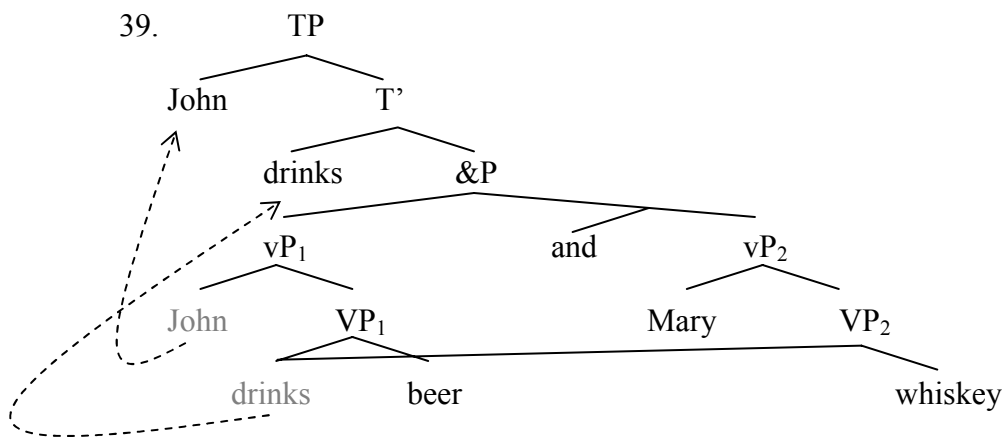 39. TP
John T’
drinks &P
vP₁ and vP₂
John VP₁ Mary VP₂
drinks beer whiskey